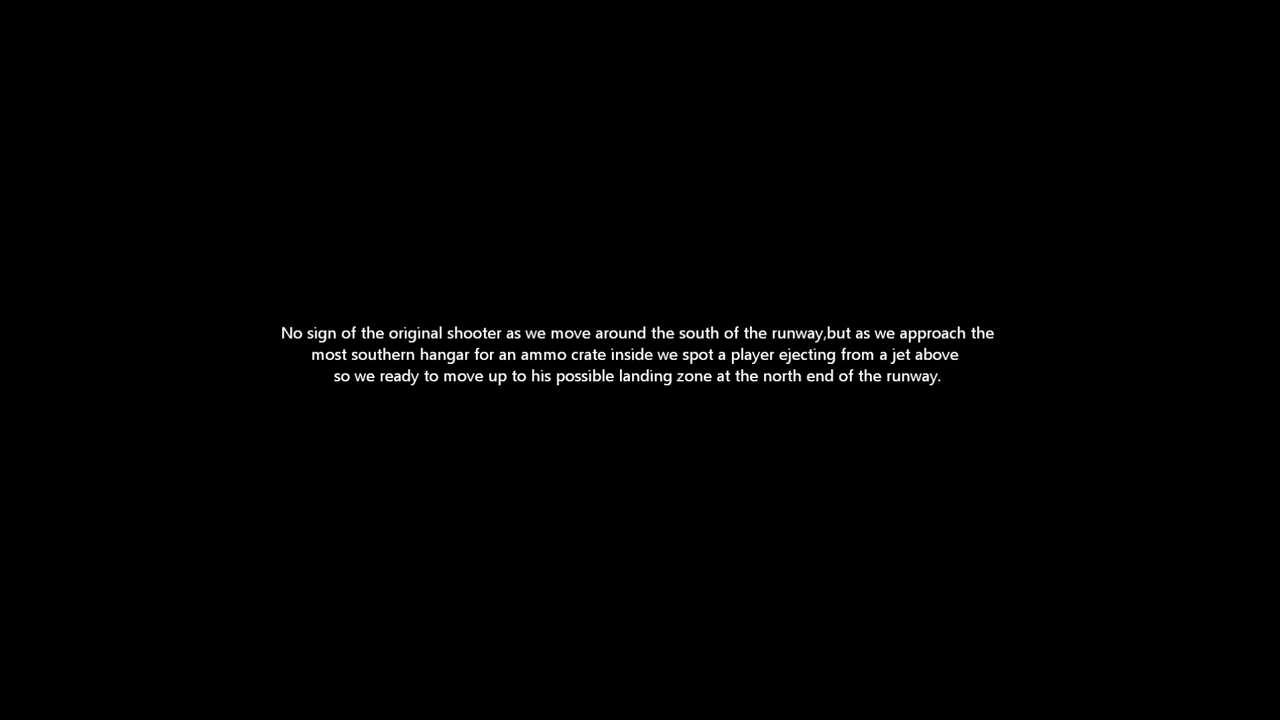 No sign of the original shooter as we move around the south of the runway,but as we approach the
most southern hangar for an ammo crate inside we spot a player ejecting from a jet above
so we ready to move up to his possible landing zone at the north end of the runway.